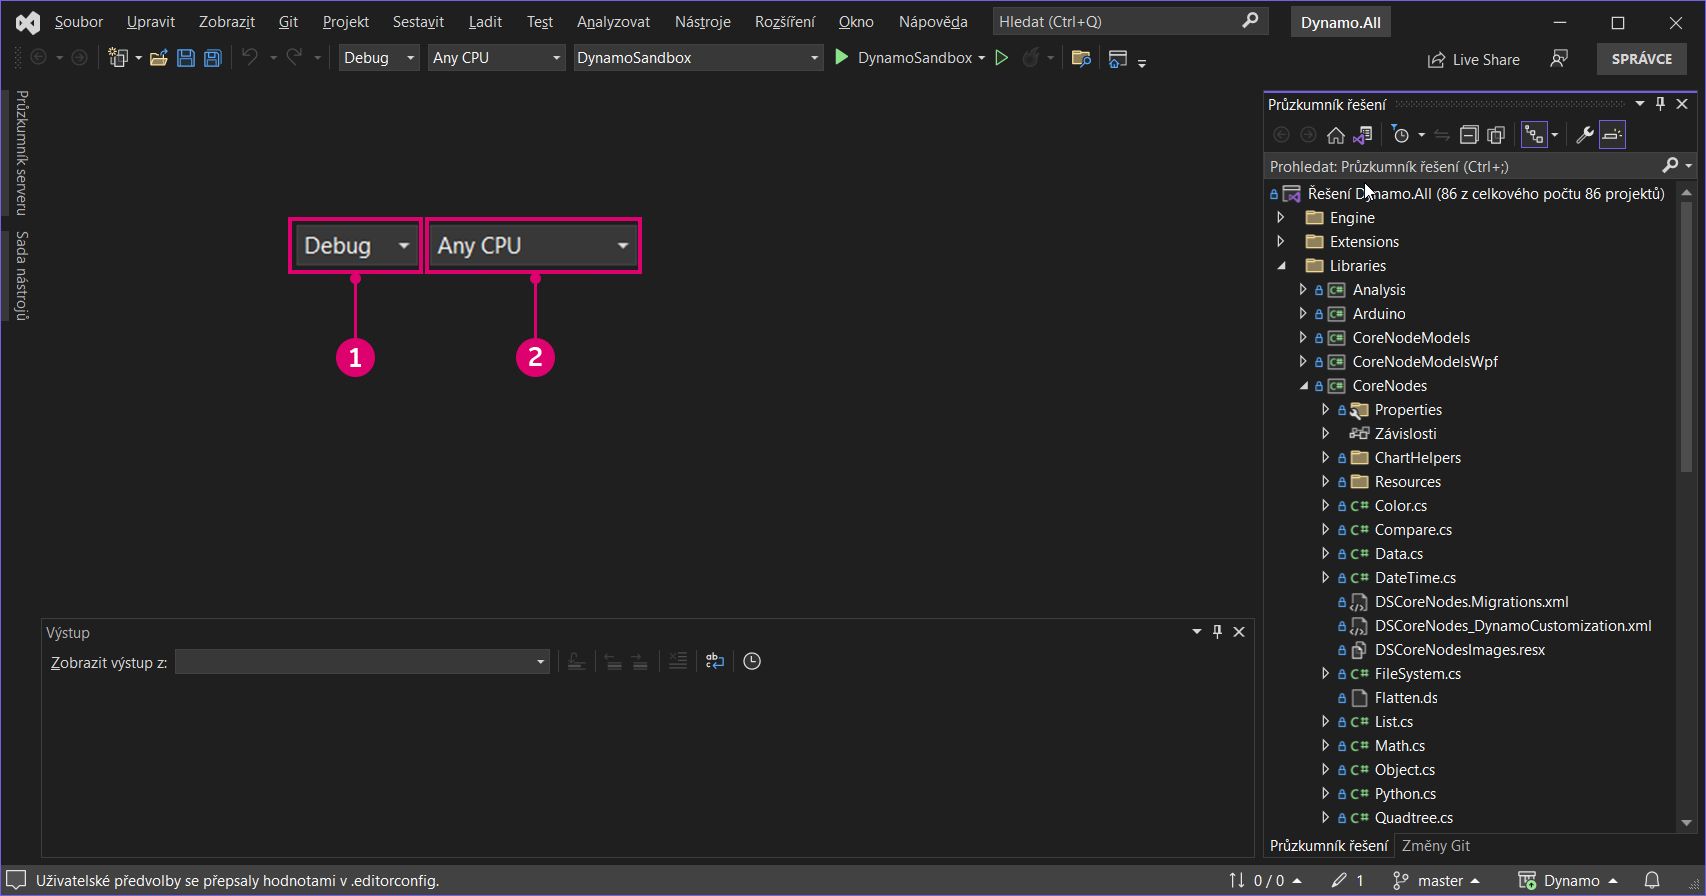 Soubor Upravit Zobrazit Git Projekt Sestavit Ladit Test Analyzovat Nástroje Rozšíření Okno Nápověda Hledat (Ctrl+Q) Dynamo.All
Debug Any CPU DynamoSandbox DynamoSandbox Live Share SPRÁVCE
Průzkumník serveru
Sada nástrojů
Debug Any CPU
1 2
Výstup
Zobrazit výstup z:
Průzkumník řešení
Prohledat: Průzkumník řešení (Ctrl+;)
Řešení Dynamo.All (86 z celkového počtu 86 projektů)
Engine
Extensions
Libraries
C# Analysis
C# Arduino
C# CoreNodeModels
C# CoreNodeModelsWpf
C# CoreNodes
Properties
Závislosti
ChartHelpers
Resources
C# Color.cs
C# Compare.cs
C# Data.cs
C# DateTime.cs
DSCoreNodes.Migrations.xml
DSCoreNodes_DynamoCustomization.xml
DSCoreNodesImages.resx
C# FileSystem.cs
Flatten.ds
C# List.cs
C# Math.cs
C# Object.cs
C# Python.cs
C# Quadtree.cs
Průzkumník řešení Změny Git
Uživatelské předvolby se přepsaly hodnotami v .editorconfig. 0 / 0 1 master Dynamo